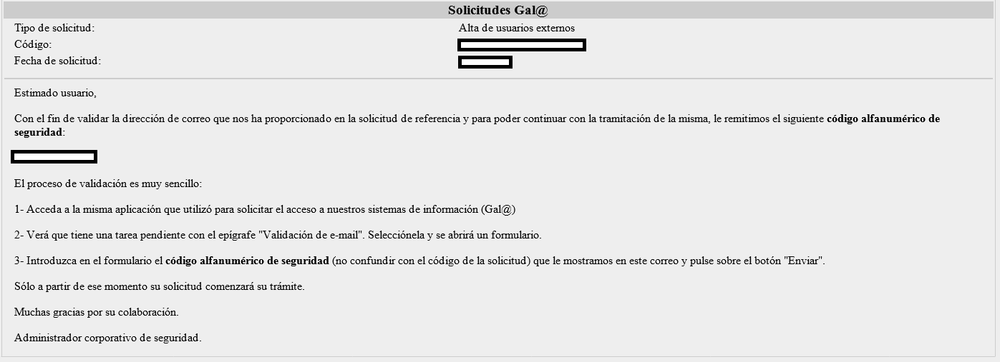 Solicitudes Gal@
Tipo de solicitud: Alta de usuarios externos
Código:
Fecha de solicitud:
Estimado usuario,
Con el fin de validar la dirección de correo que nos ha proporcionado en la solicitud de referencia y para poder continuar con la tramitación de la misma, le remitimos el siguiente código alfanumérico de
seguridad:
El proceso de validación es muy sencillo:
1- Acceda a la misma aplicación que utilizó para solicitar el acceso a nuestros sistemas de información (Gal@)
2- Verá que tiene una tarea pendiente con el epígrafe "Validación de e-mail". Selecciónela y se abrirá un formulario.
3- Introduzca en el formulario el código alfanumérico de seguridad (no confundir con el código de la solicitud) que le mostramos en este correo y pulse sobre el botón "Enviar".
Sólo a partir de ese momento su solicitud comenzará su trámite.
Muchas gracias por su colaboración.
Administrador corporativo de seguridad.